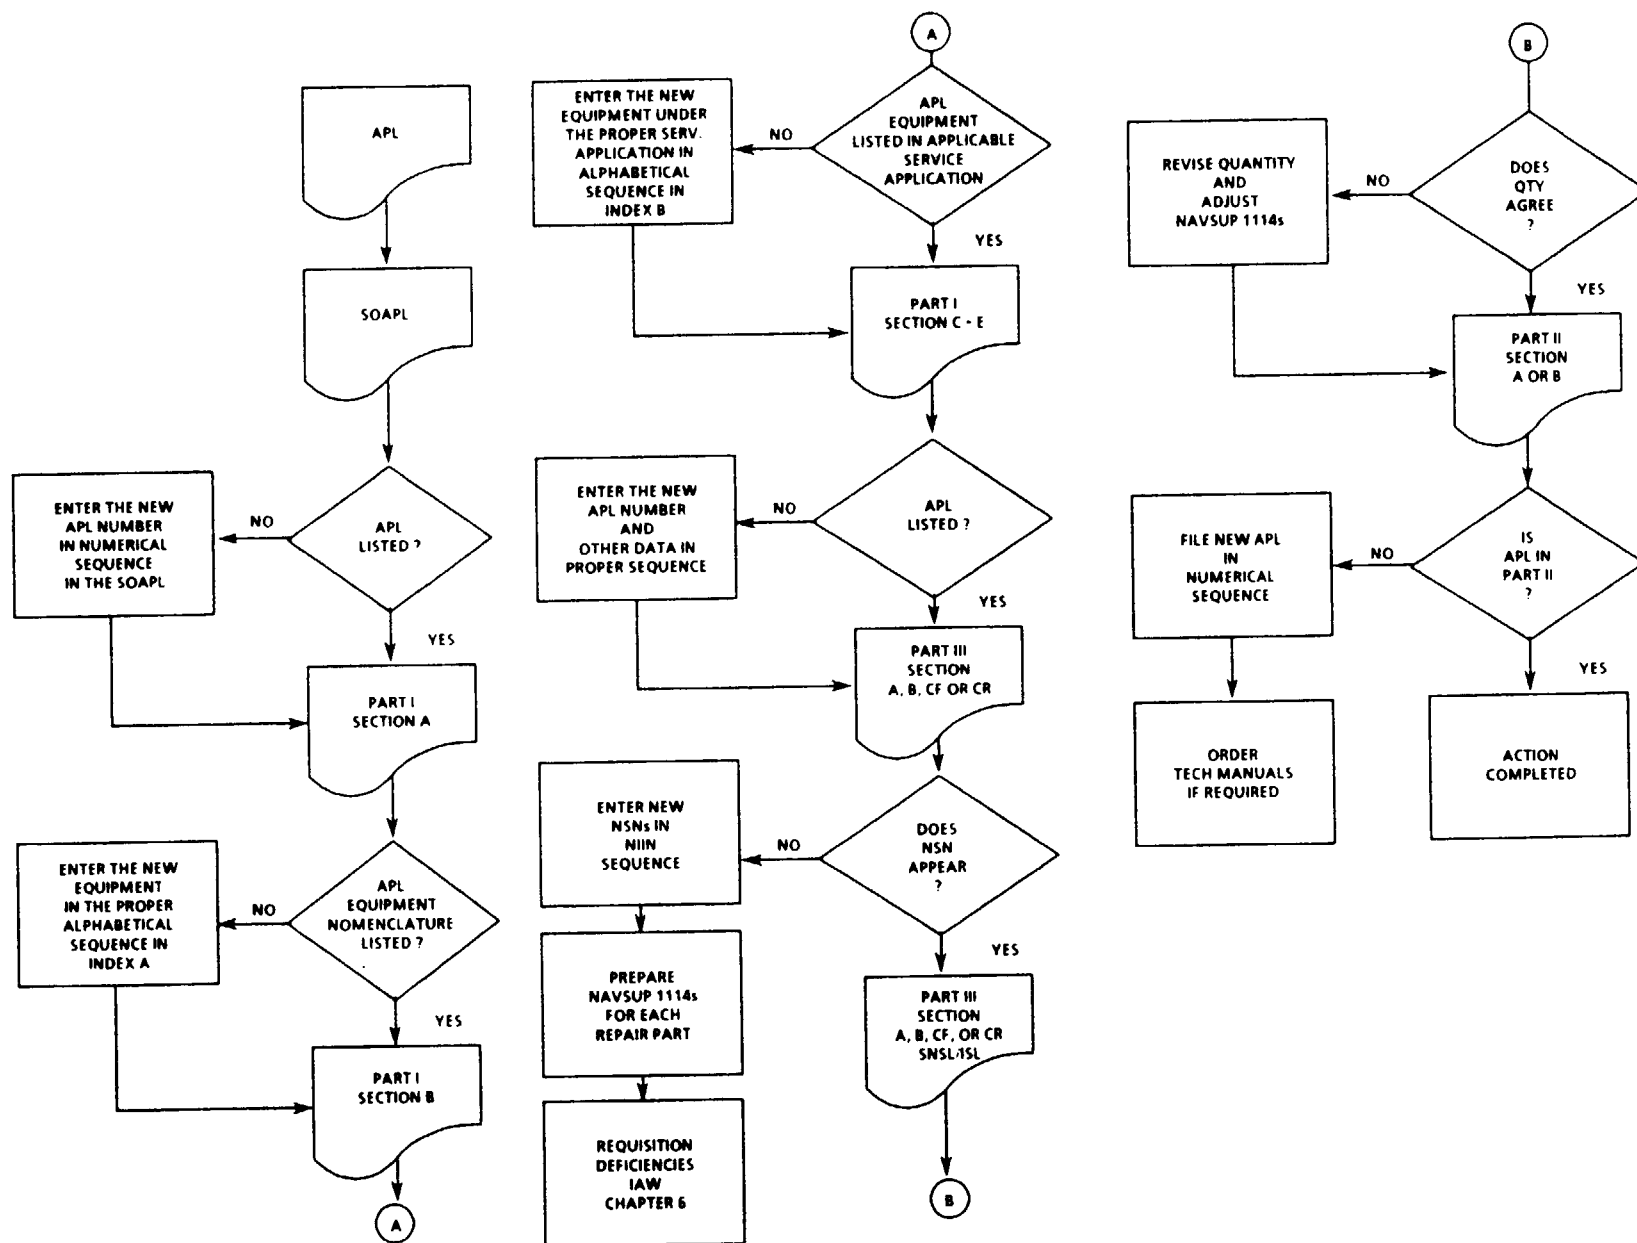 APL
SOAPL
APL
LISTED ?
NO
ENTER THE NEW
APL NUMBER
IN NUMERICAL
SEQUENCE
IN THE SOAPL
YES
PART I
SECTION A
APL
EQUIPMENT
NOMENCLATURE
LISTED ?
NO
ENTER THE NEW
EQUIPMENT
IN THE PROPER
ALPHABETICAL
SEQUENCE IN
INDEX A
YES
PART I
SECTION B
A
A
APL
EQUIPMENT
LISTED IN APPLICABLE
SERVICE
APPLICATION
NO
ENTER THE NEW
EQUIPMENT UNDER
THE PROPER SERV.
APPLICATION IN
ALPHABETICAL
SEQUENCE IN
INDEX B
YES
PART I
SECTION C - E
APL
LISTED ?
NO
ENTER THE NEW
APL NUMBER
AND
OTHER DATA IN
PROPER SEQUENCE
YES
PART III
SECTION
A, B, CF OR CR
DOES
NSN
APPEAR
?
NO
ENTER NEW
NSNs IN
NIIN
SEQUENCE
PREPARE
NAVSUP 1114s
FOR EACH
REPAIR PART
REQUISITION
DEFICIENCIES
IAW
CHAPTER 6
YES
PART III
SECTION
A, B, CF, OR CR
SNSL/ISL
B
B
DOES
QTY
AGREE
?
NO
REVISE QUANTITY
AND
ADJUST
NAVSUP 1114s
YES
PART II
SECTION
A OR B
IS
APL IN
PART II
?
NO
FILE NEW APL
IN
NUMERICAL
SEQUENCE
ORDER
TECH MANUALS
IF REQUIRED
YES
ACTION
COMPLETED